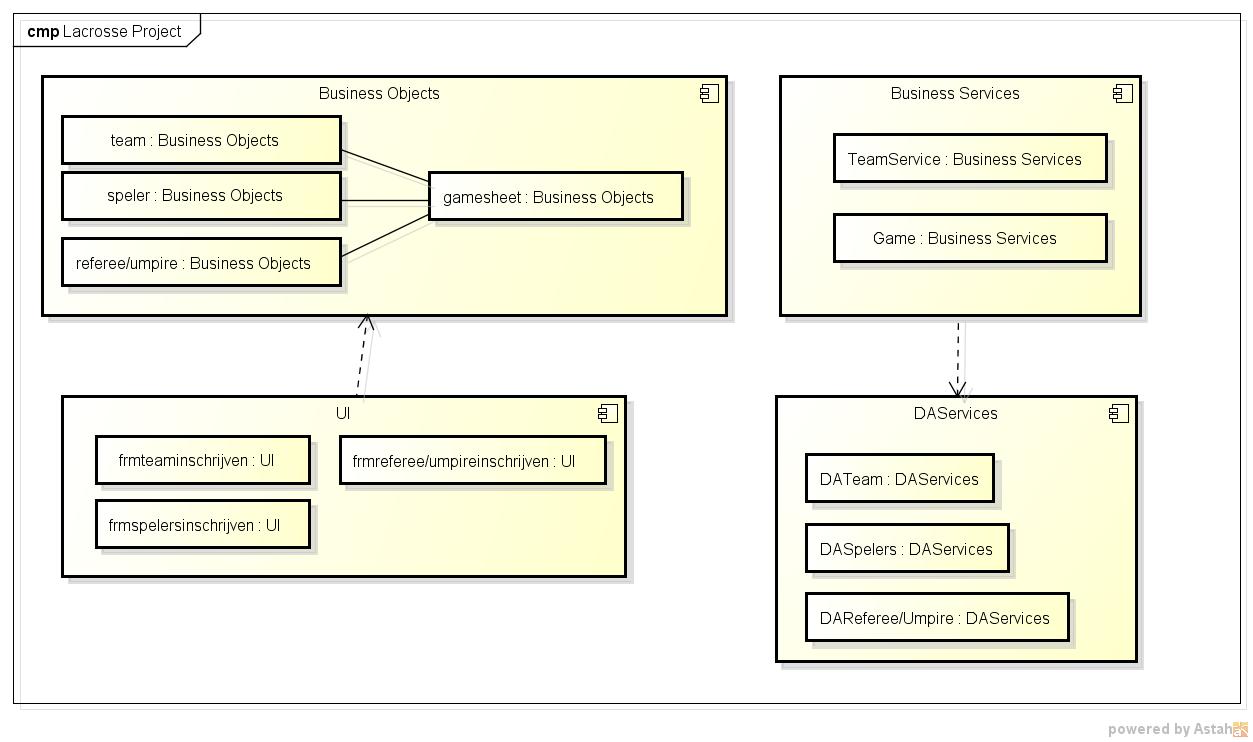 cmp Lacrosse Project
Business Objects
team : Business Objects
speler : Business Objects
referee/umpire : Business Objects
gamesheet : Business Objects
Business Services
TeamService : Business Services
Game : Business Services
UI
frmteaminschrijven : UI
frmreferee/umpireinschrijven : UI
frmspelersinschrijven : UI
DAServices
DATeam : DAServices
DASpelers : DAServices
DAReferee/Umpire : DAServices
powered by Astah